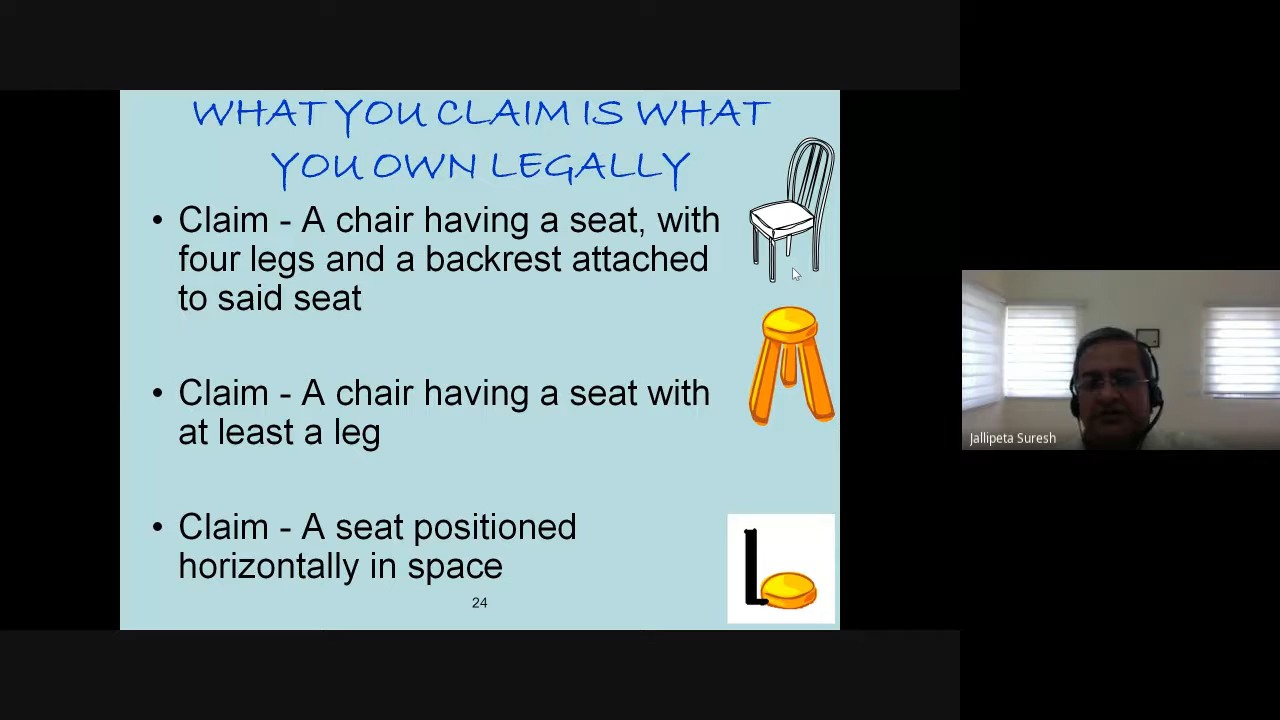 WHAT YOU CLAIM IS WHAT
YOU OWN LEGALLY
• Claim - A chair having a seat, with
four legs and a backrest attached
to said seat
• Claim - A chair having a seat with
at least a leg
• Claim - A seat positioned
horizontally in space
24
Jallipeta Suresh